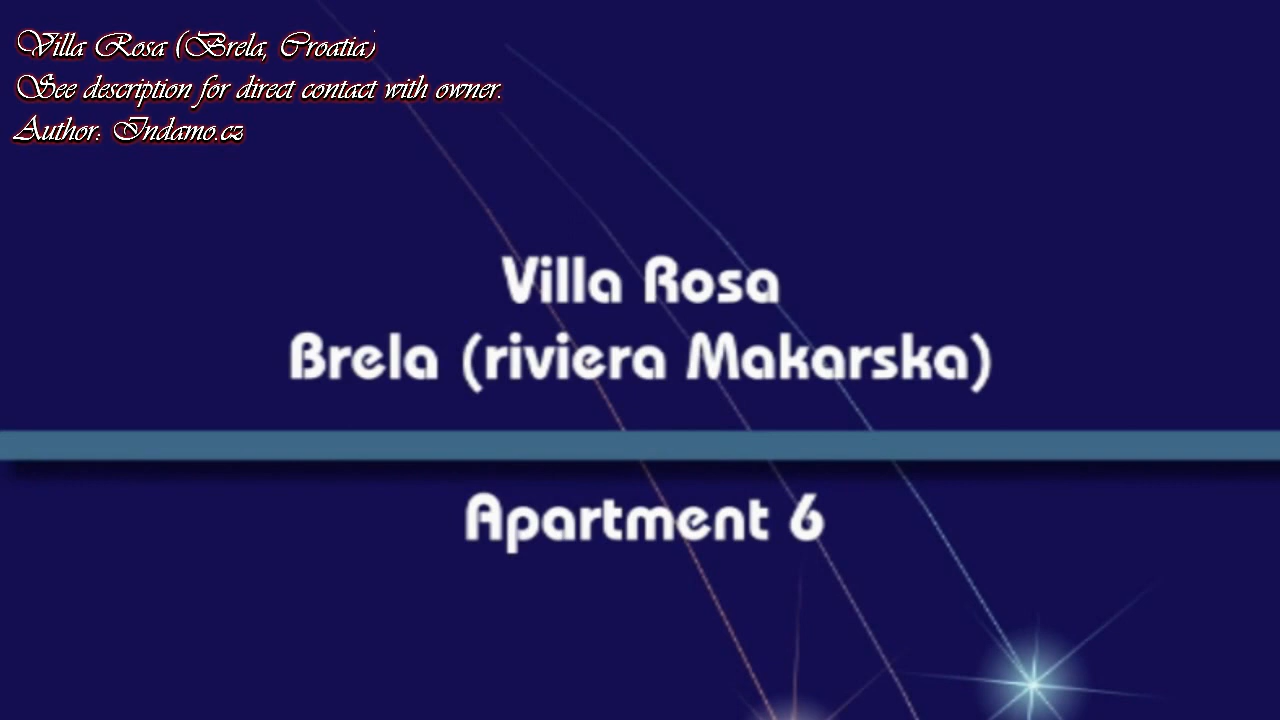 Villa Rosa (Brela, Croatia)
See description for direct contact with owner.
Author: Indamo.cz
Villa Rosa
Brela (riviera Makarska)
Apartment 6